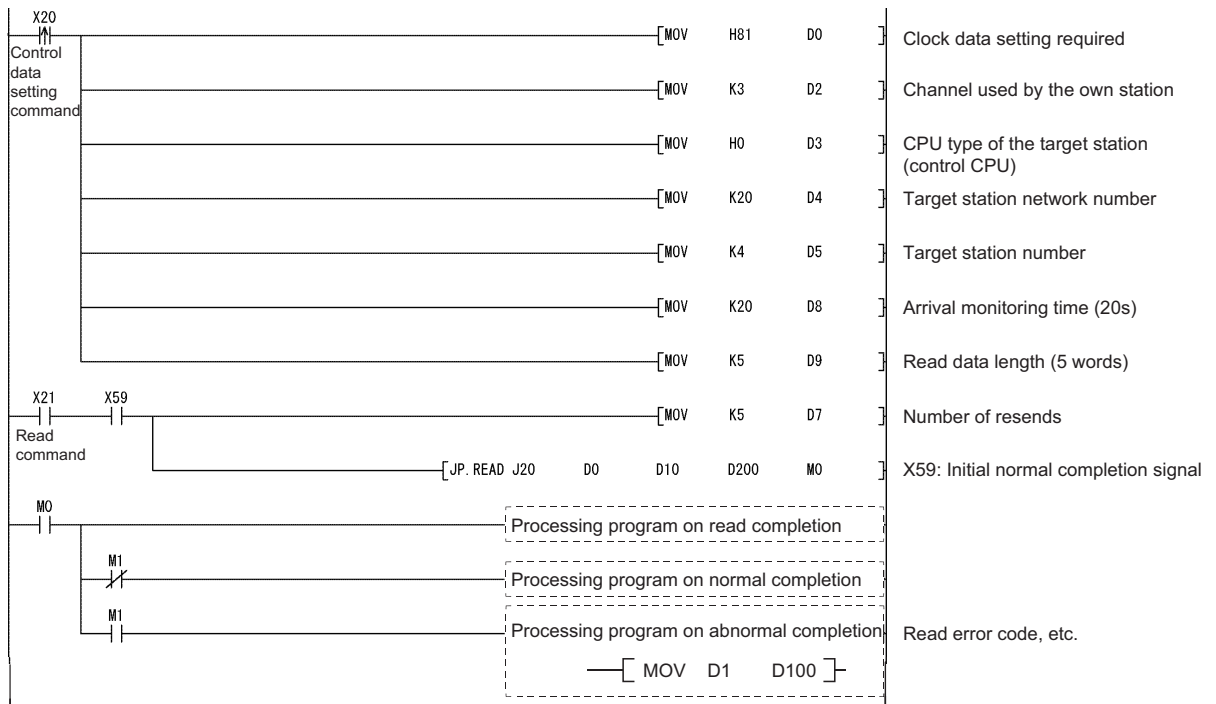 X20
Control
data
setting
command
[MOV H81 D0 ] Clock data setting required
[MOV K3 D2 ] Channel used by the own station
[MOV H0 D3 ] CPU type of the target station
(control CPU)
[MOV K20 D4 ] Target station network number
[MOV K4 D5 ] Target station number
[MOV K20 D8 ] Arrival monitoring time (20s)
[MOV K5 D9 ] Read data length (5 words)
X21 X59
Read
command
[MOV K5 D7 ] Number of resends
[JP.READ J20 D0 D10 D200 M0 ] X59: Initial normal completion signal
M0
Processing program on read completion
M1
Processing program on normal completion
M1
Processing program on abnormal completion Read error code, etc.
[ MOV D1 D100 ]